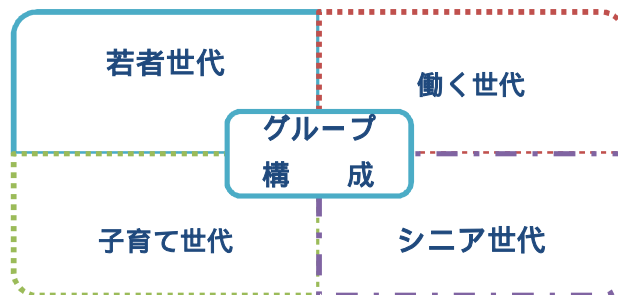 若者世代
働く世代
グループ
構　　成
子育て世代
シニア世代